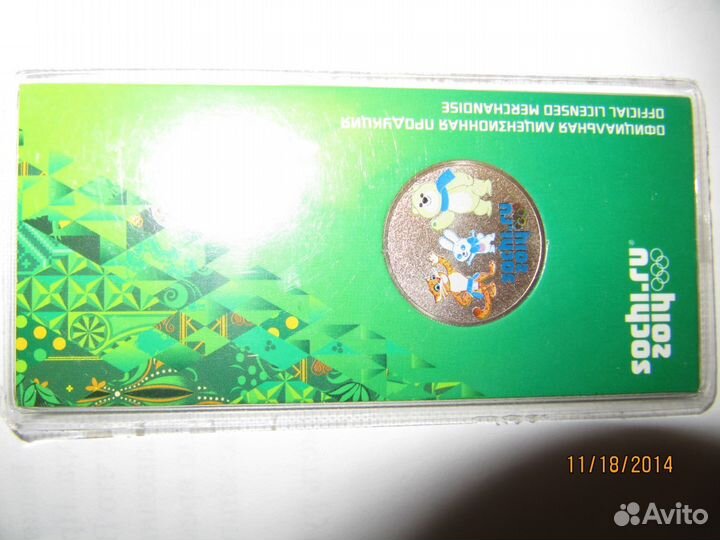 ОФИЦИАЛЬНАЯ ЛИЦЕНЗИОННАЯ ПРОДУКЦИЯ
OFFICIAL LICENSED MERCHANDISE
sochi.ru
2014
sochi.ru
2014
11/18/2014
Avito